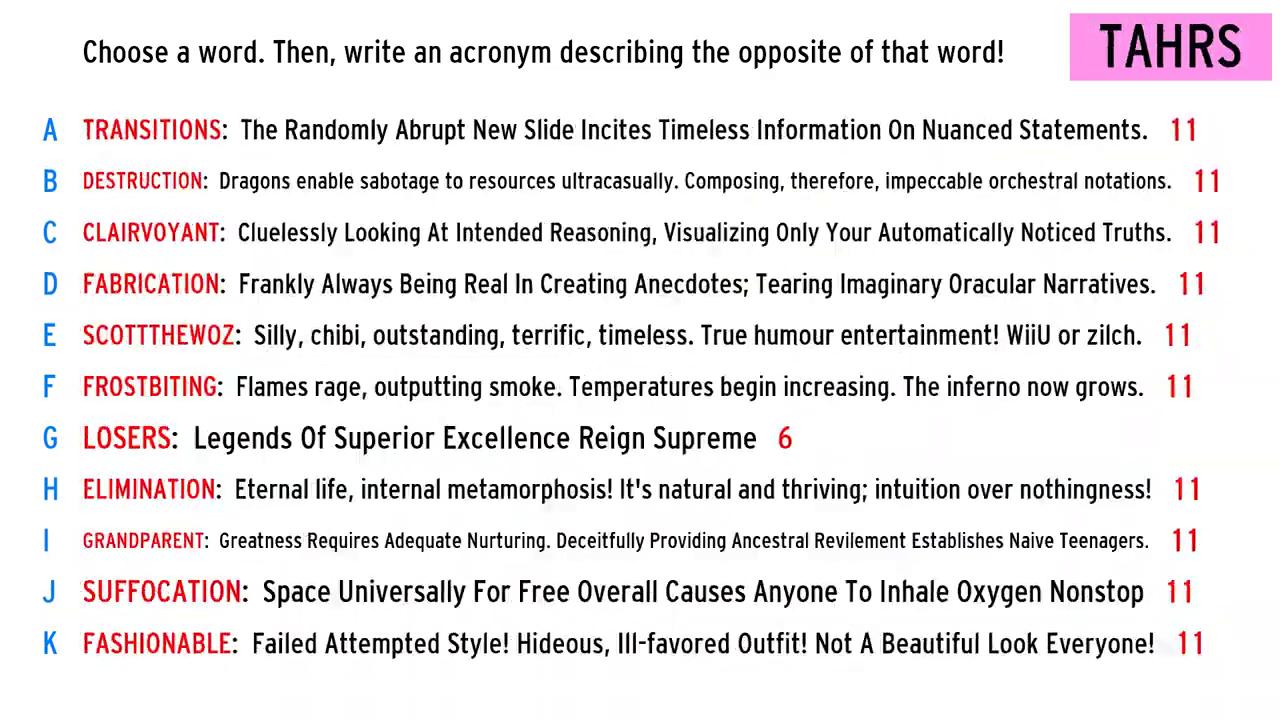 Choose a word. Then, write an acronym describing the opposite of that word!
TAHRS
A TRANSITIONS: The Randomly Abrupt New Slide Incites Timeless Information On Nuanced Statements. 11
B DESTRUCTION: Dragons enable sabotage to resources ultracasually. Composing, therefore, impeccable orchestral notations. 11
C CLAIRVOYANT: Cluelessly Looking At Intended Reasoning, Visualizing Only Your Automatically Noticed Truths. 11
D FABRICATION: Frankly Always Being Real In Creating Anecdotes; Tearing Imaginary Oracular Narratives. 11
E SCOTTTHEWOZ: Silly, chibi, outstanding, terrific, timeless. True humour entertainment! WiiU or zilch. 11
F FROSTBITING: Flames rage, outputting smoke. Temperatures begin increasing. The inferno now grows. 11
G LOSERS: Legends Of Superior Excellence Reign Supreme 6
H ELIMINATION: Eternal life, internal metamorphosis! It's natural and thriving; intuition over nothingness! 11
I GRANDPARENT: Greatness Requires Adequate Nurturing. Deceitfully Providing Ancestral Revilement Establishes Naive Teenagers. 11
J SUFFOCATION: Space Universally For Free Overall Causes Anyone To Inhale Oxygen Nonstop 11
K FASHIONABLE: Failed Attempted Style! Hideous, Ill-favored Outfit! Not A Beautiful Look Everyone! 11